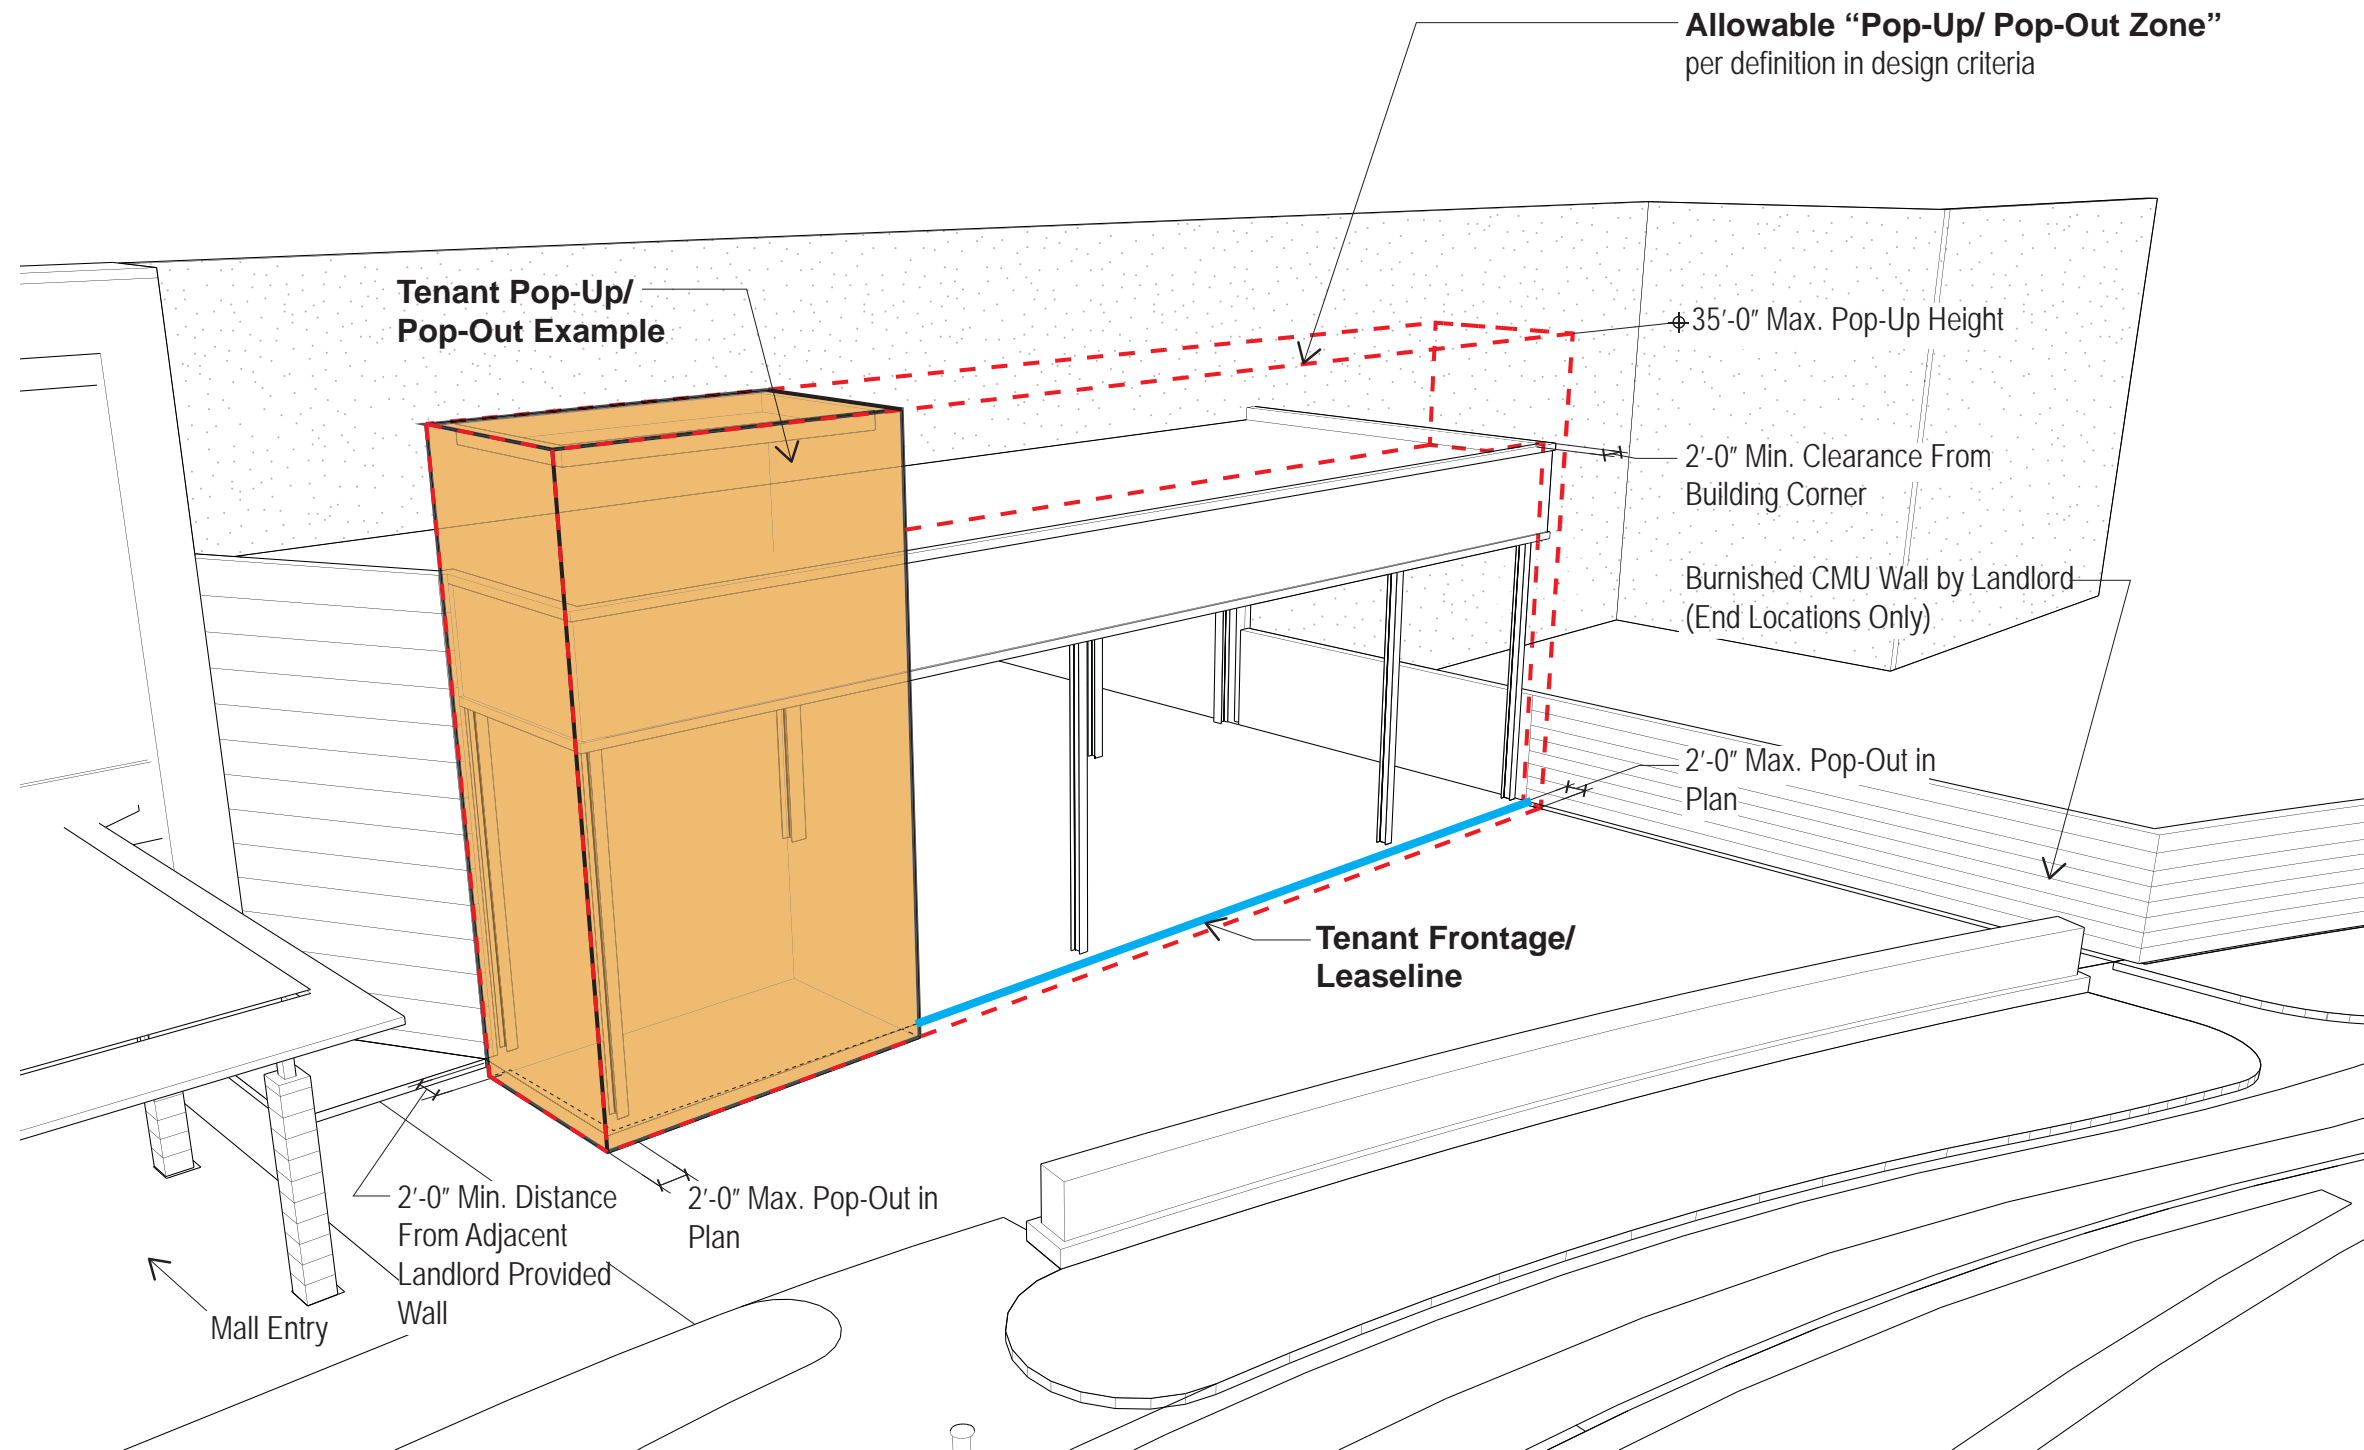 Allowable “Pop-Up/ Pop-Out Zone”
per definition in design criteria
Tenant Pop-Up/
Pop-Out Example
35'-0" Max. Pop-Up Height
2'-0" Min. Clearance From
Building Corner
Burnished CMU Wall by Landlord
(End Locations Only)
2'-0" Max. Pop-Out in
Plan
Tenant Frontage/
Leaseline
2'-0" Min. Distance
From Adjacent
Landlord Provided
Wall
2'-0" Max. Pop-Out in
Plan
Mall Entry